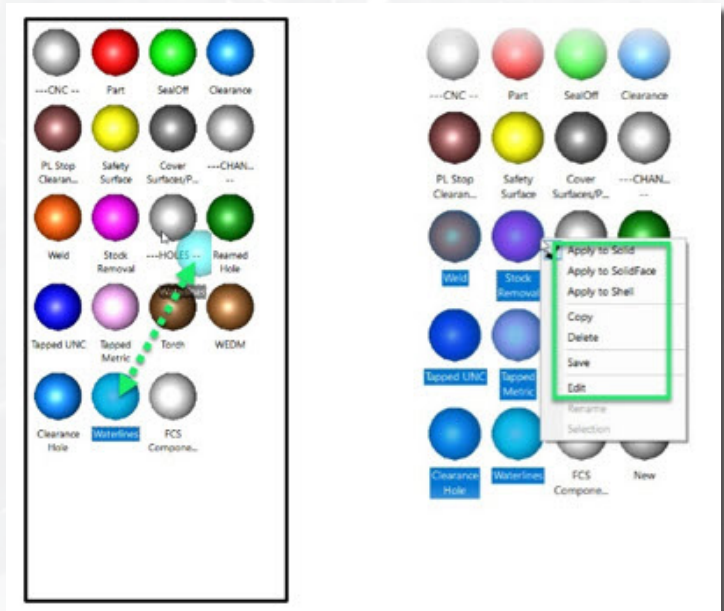 ---CNC -- Part SealOff Clearance
PL Stop Safety Cover ---CHAN...
Clearan... Surface Surfaces/P... --
Weld Stock ---HOLES -- Reamed
Removal Hole
Waterlines
Tapped UNC Tapped Torch WEDM
Metric
Clearance Waterlines FCS
Hole Compone...
---CNC -- Part SealOff Clearance
PL Stop Safety Cover ---CHAN...
Clearan... Surface Surfaces/P... --
Weld Stock
Removal
Tapped UNC Tapped
Metric
Clearance Waterlines FCS New
Hole Compone...
Apply to Solid
Apply to SolidFace
Apply to Shell
Copy
Delete
Save
Edit
Rename
Selection